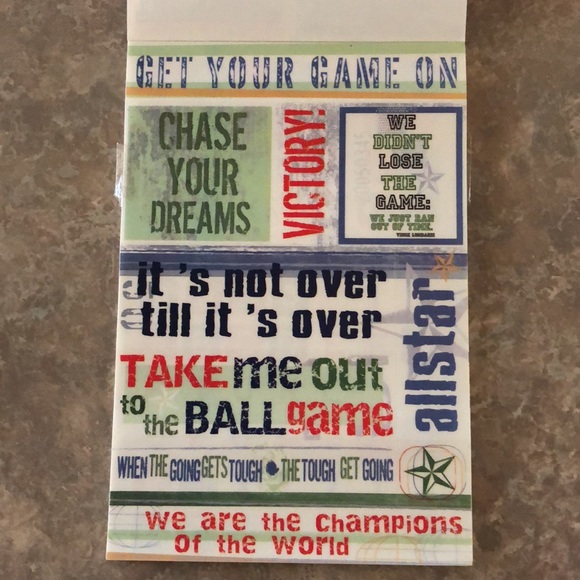 GET YOUR GAME ON
CHASE
YOUR
DREAMS
VICTORY!
WE
DIDN'T
LOSE
THE
GAME:
WE JUST RAN
OUT OF TIME.
VINCE LOMBARDI
it 's not over
till it 's over
allstar
TAKE me out
to the BALL game
WHEN THE GOING GETS TOUGH THE TOUGH GET GOING
we are the champions
of the world